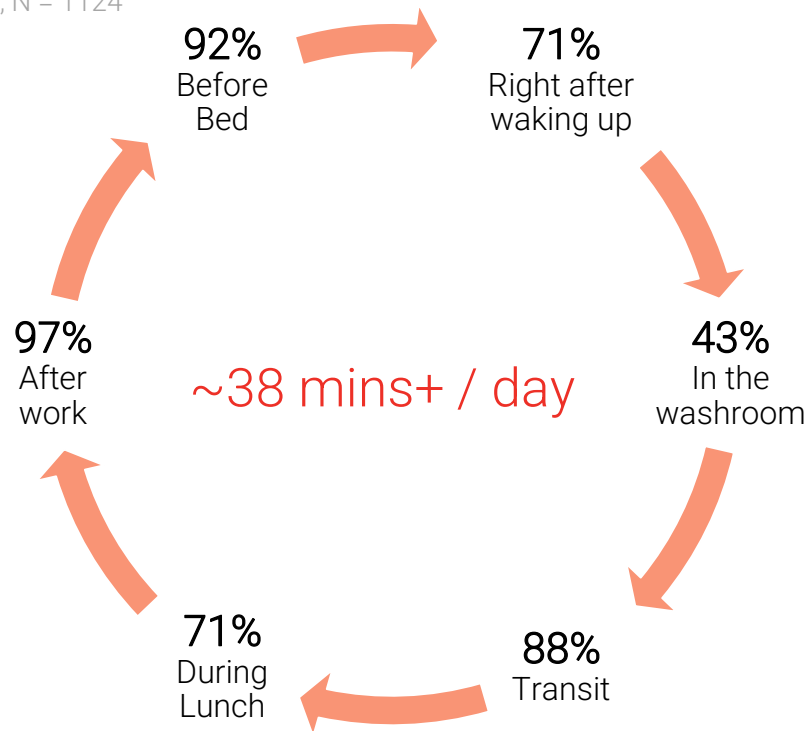 , N = 1124
92%
Before
Bed
71%
Right after
waking up
43%
In the
washroom
88%
Transit
71%
During
Lunch
97%
After
work
~38 mins+ / day